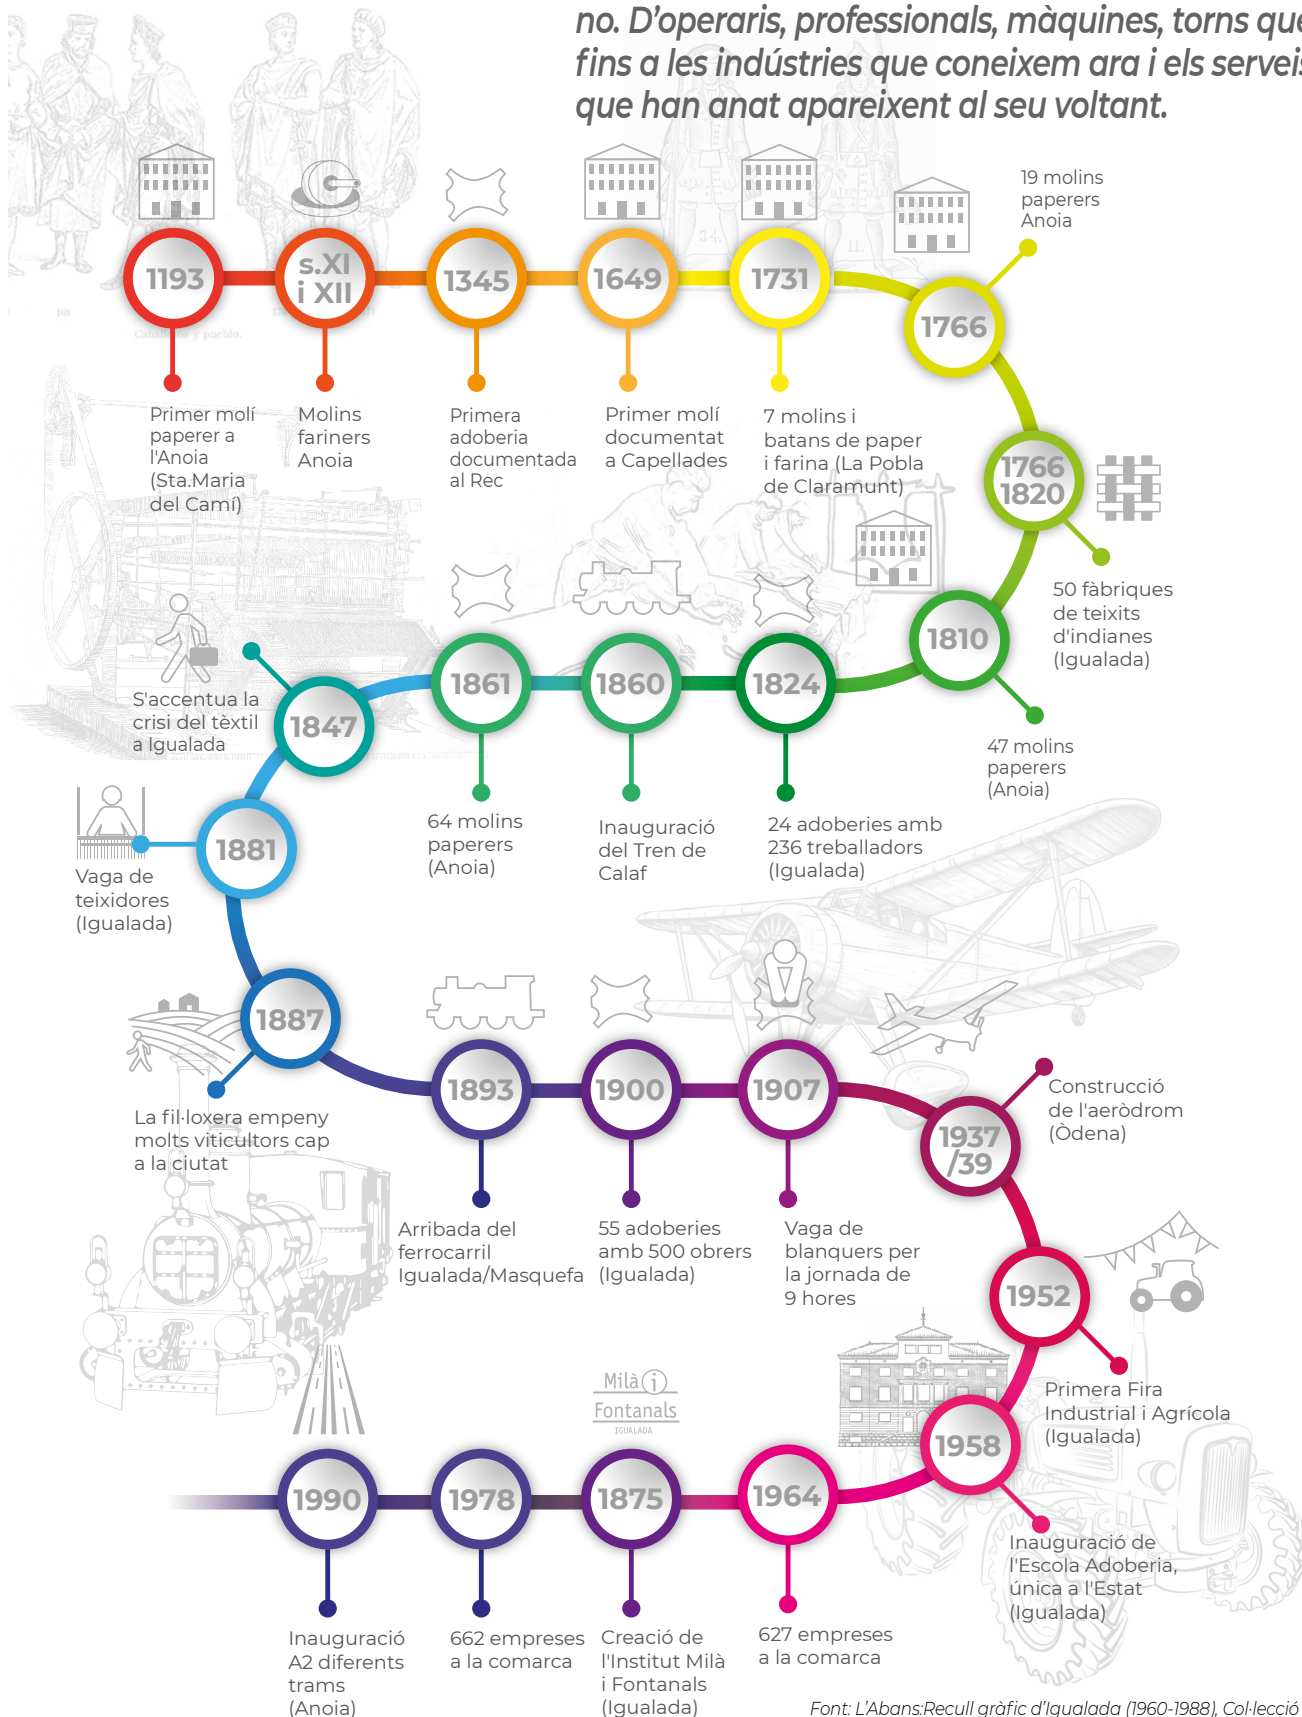 no. D'operaris, professionals, màquines, torns que
fins a les indústries que coneixem ara i els serveis
que han anat apareixent al seu voltant.
1193
Primer molí
paperer a
l'Anoia
(Sta.Maria
del Camí)
s.XI
i XII
Molins
fariners
Anoia
1345
Primera
adoberia
documentada
al Rec
1649
Primer molí
documentat
a Capellades
1731
7 molins i
batans de paper
i farina (La Pobla
de Claramunt)
1766
19 molins
paperers
Anoia
1766
1820
50 fàbriques
de teixits
d'indianes
(Igualada)
1810
47 molins
paperers
(Anoia)
1824
24 adoberies amb
236 treballadors
(Igualada)
1860
Inauguració
del Tren de
Calaf
1861
64 molins
paperers
(Anoia)
1847
S'accentua la
crisi del tèxtil
a Igualada
1881
Vaga de
teixidores
(Igualada)
1887
La fil·loxera empeny
molts viticultors cap
a la ciutat
1893
Arribada del
ferrocarril
Igualada/Masquefa
1900
55 adoberies
amb 500 obrers
(Igualada)
1907
Vaga de
blanquers per
la jornada de
9 hores
1937
/39
Construcció
de l'aeròdrom
(Òdena)
1952
Primera Fira
Industrial i Agrícola
(Igualada)
1958
Inauguració de
l'Escola Adoberia,
única a l'Estat
(Igualada)
1964
627 empreses
a la comarca
Milà i
Fontanals
IGUALADA
1875
Creació de
l'Institut Milà
i Fontanals
(Igualada)
1978
662 empreses
a la comarca
1990
Inauguració
A2 diferents
trams
(Anoia)
34.
11.
y pueblo.
Font: L'Abans:Recull gràfic d'Igualada (1960-1988), Col·lecció